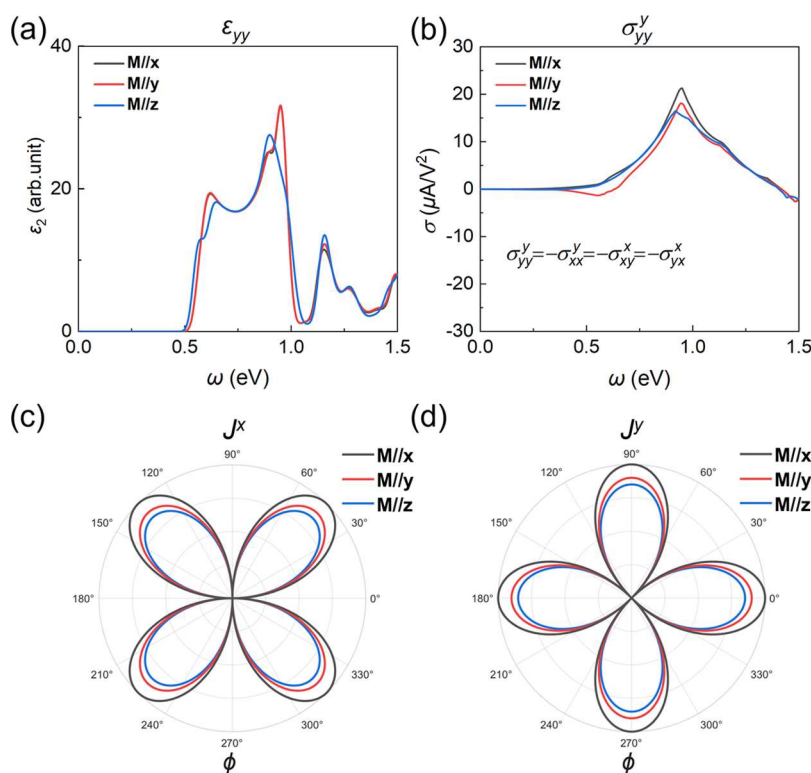 (a)
ε_yy
40
20
0
ε₂ (arb.unit)
M//x
M//y
M//z
0.0 0.5 1.0 1.5
ω (eV)
(b)
σ^y_yy
30
20
10
0
-10
-20
-30
σ (μA/V²)
M//x
M//y
M//z
σ^y_yy=−σ^y_xx=−σ^x_xy=−σ^x_yx
0.0 0.5 1.0 1.5
ω (eV)
(c)
J^x
M//x
M//y
M//z
90°
120° 60°
150° 30°
180° 0°
210° 330°
240° 300°
270°
ϕ
(d)
J^y
M//x
M//y
M//z
90°
120° 60°
150° 30°
180° 0°
210° 330°
240° 300°
270°
ϕ